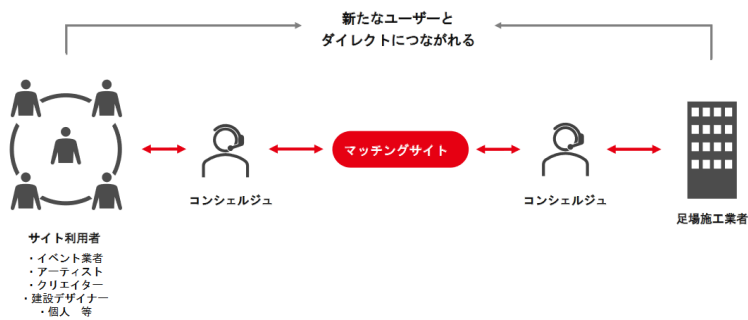 新たなユーザーと
ダイレクトにつながれる
マッチングサイト
コンシェルジュ
コンシェルジュ
足場施工業者
サイト利用者
・イベント業者
・アーティスト
・クリエイター
・建設デザイナー
・個人　等